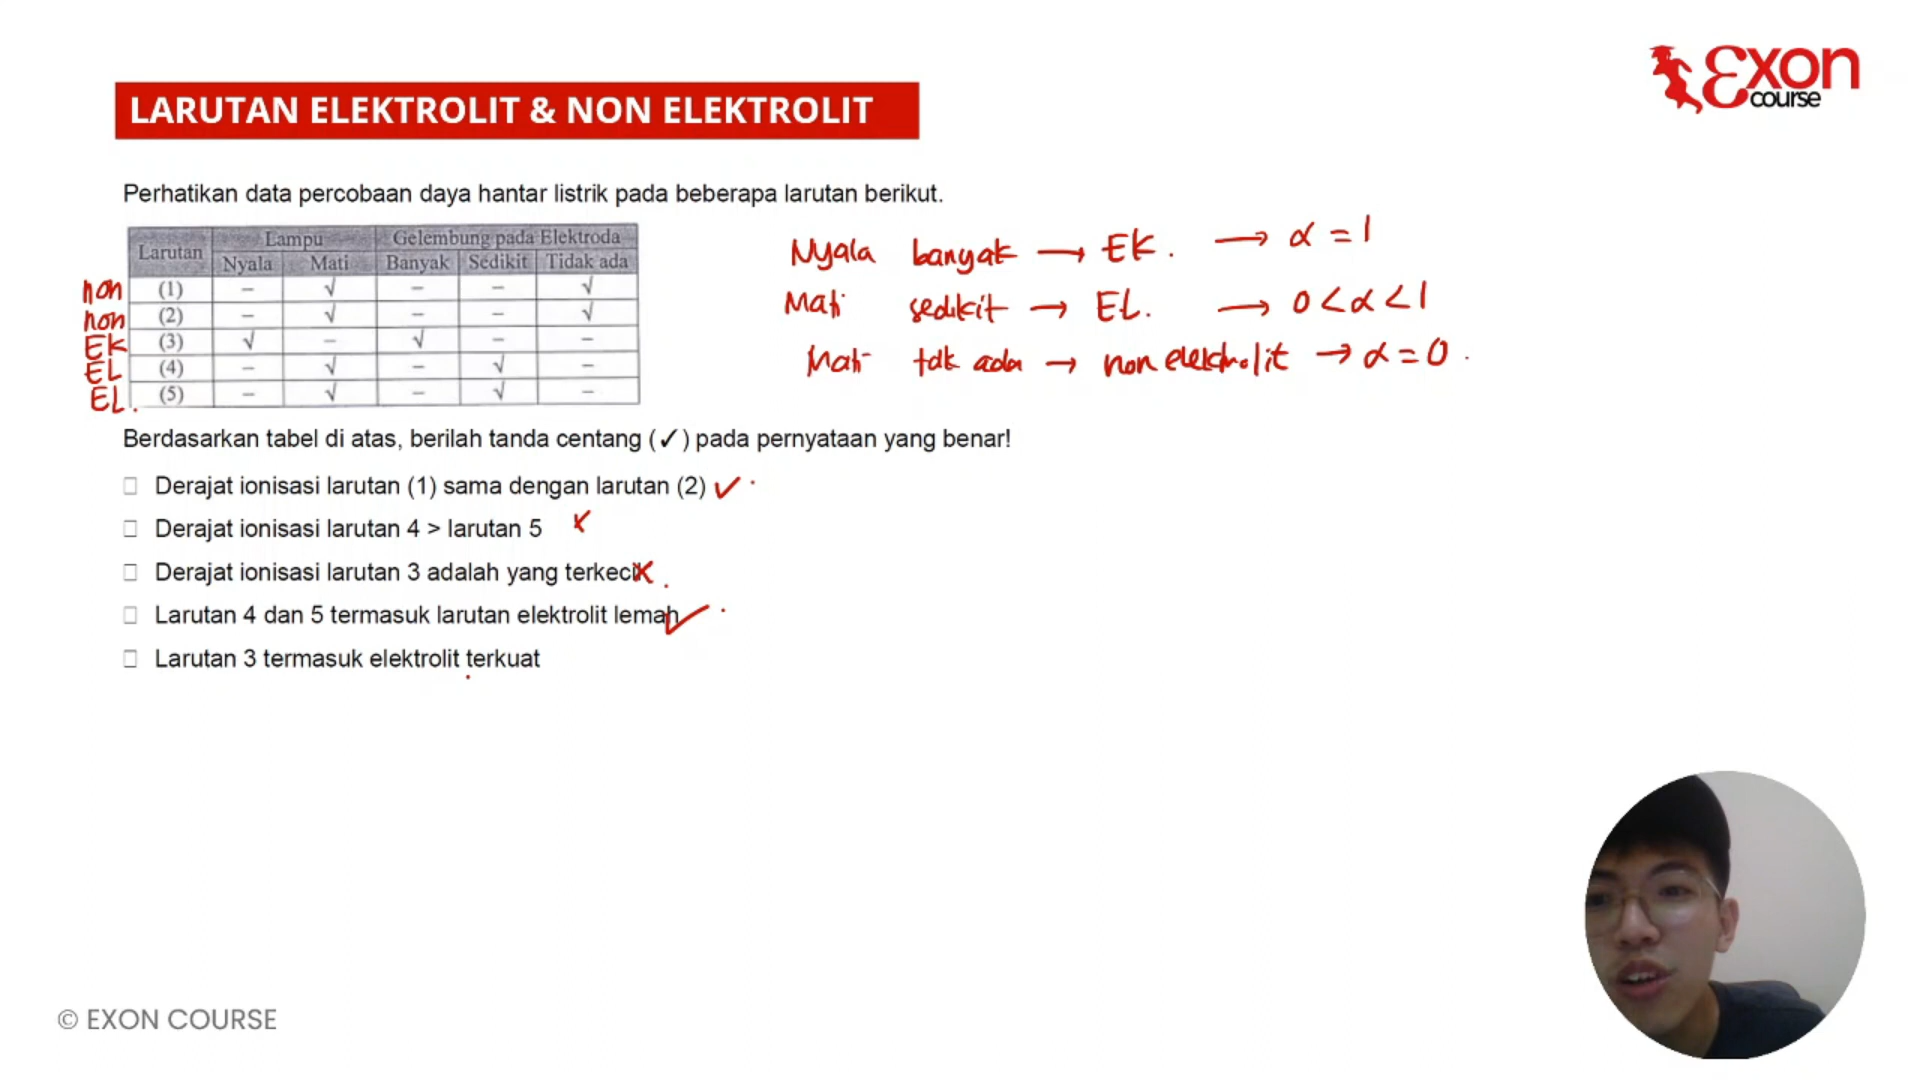 Exon
course
LARUTAN ELEKTROLIT & NON ELEKTROLIT
Perhatikan data percobaan daya hantar listrik pada beberapa larutan berikut.
Larutan Lampu Gelembung pada Elektroda
Nyala Mati Banyak Sedikit Tidak ada
non (1) – √ – – √
non (2) – √ – – √
EK (3) √ – √ – –
EL (4) – √ – √ –
EL. (5) – √ – √ –
Nyala banyak → EK. → α = 1
Mati sedikit → EL. → 0 < α < 1
Mati tdk ada → non elektrolit → α = 0.
Berdasarkan tabel di atas, berilah tanda centang (✓) pada pernyataan yang benar!
□ Derajat ionisasi larutan (1) sama dengan larutan (2) ✓
□ Derajat ionisasi larutan 4 > larutan 5 ×
□ Derajat ionisasi larutan 3 adalah yang terkecil ×
□ Larutan 4 dan 5 termasuk larutan elektrolit lemah ✓
□ Larutan 3 termasuk elektrolit terkuat
© EXON COURSE